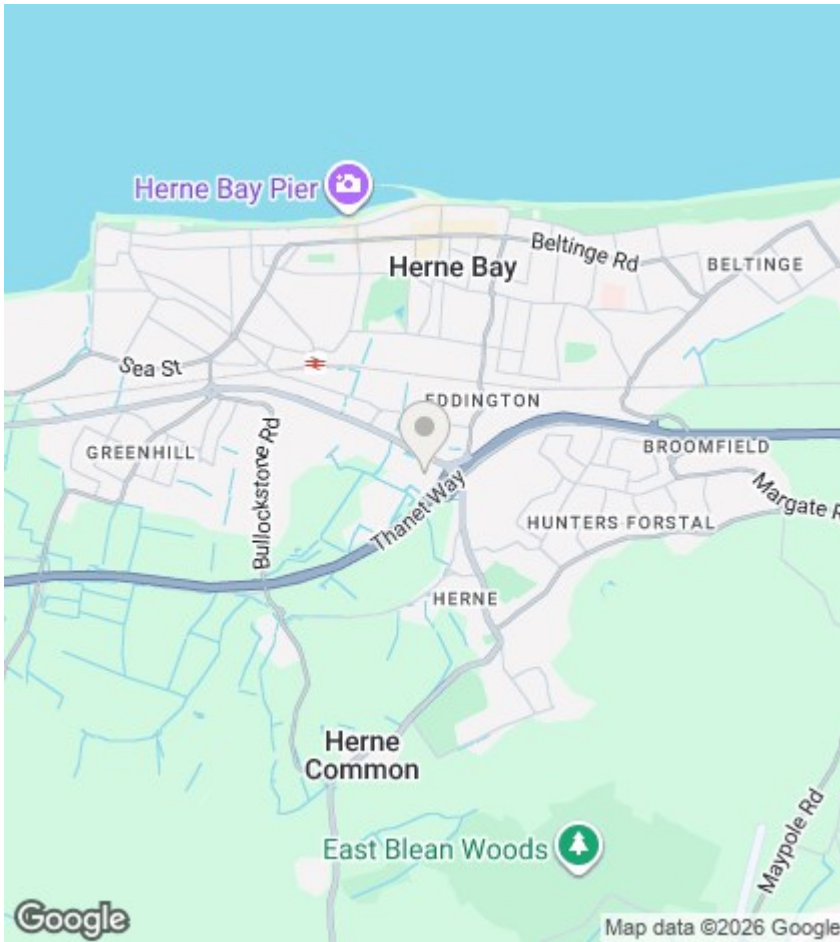 Herne Bay Pier
Herne Bay
Beltinge Rd
BELTINGE
Sea St
EDDINGTON
GREENHILL
Bullockstone Rd
BROOMFIELD
Thanet Way
Margate R
HUNTERS FORSTAL
HERNE
Herne
Common
East Blean Woods
Maypole Rd
Google
Map data ©2026 Google